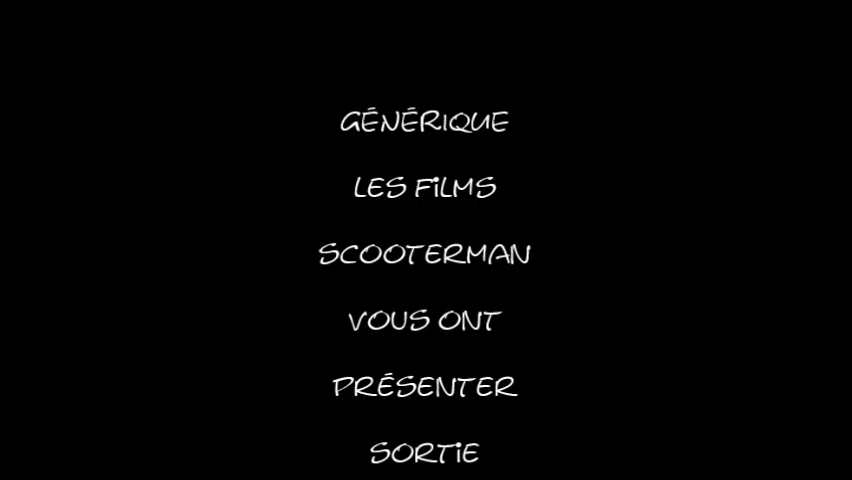 GÉNÉRIQUE
LES FiLMS
SCOOTERMAN
VOUS ONT
PRÉSENTER
SORTiE